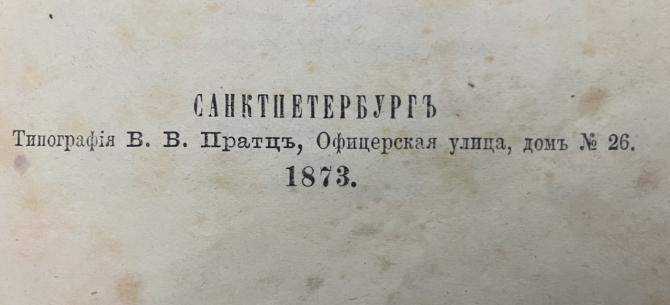 САНКТПЕТЕРБУРГЪ
Типографія В. В. Пратцъ, Офицерская улица, домъ № 26.
1873.